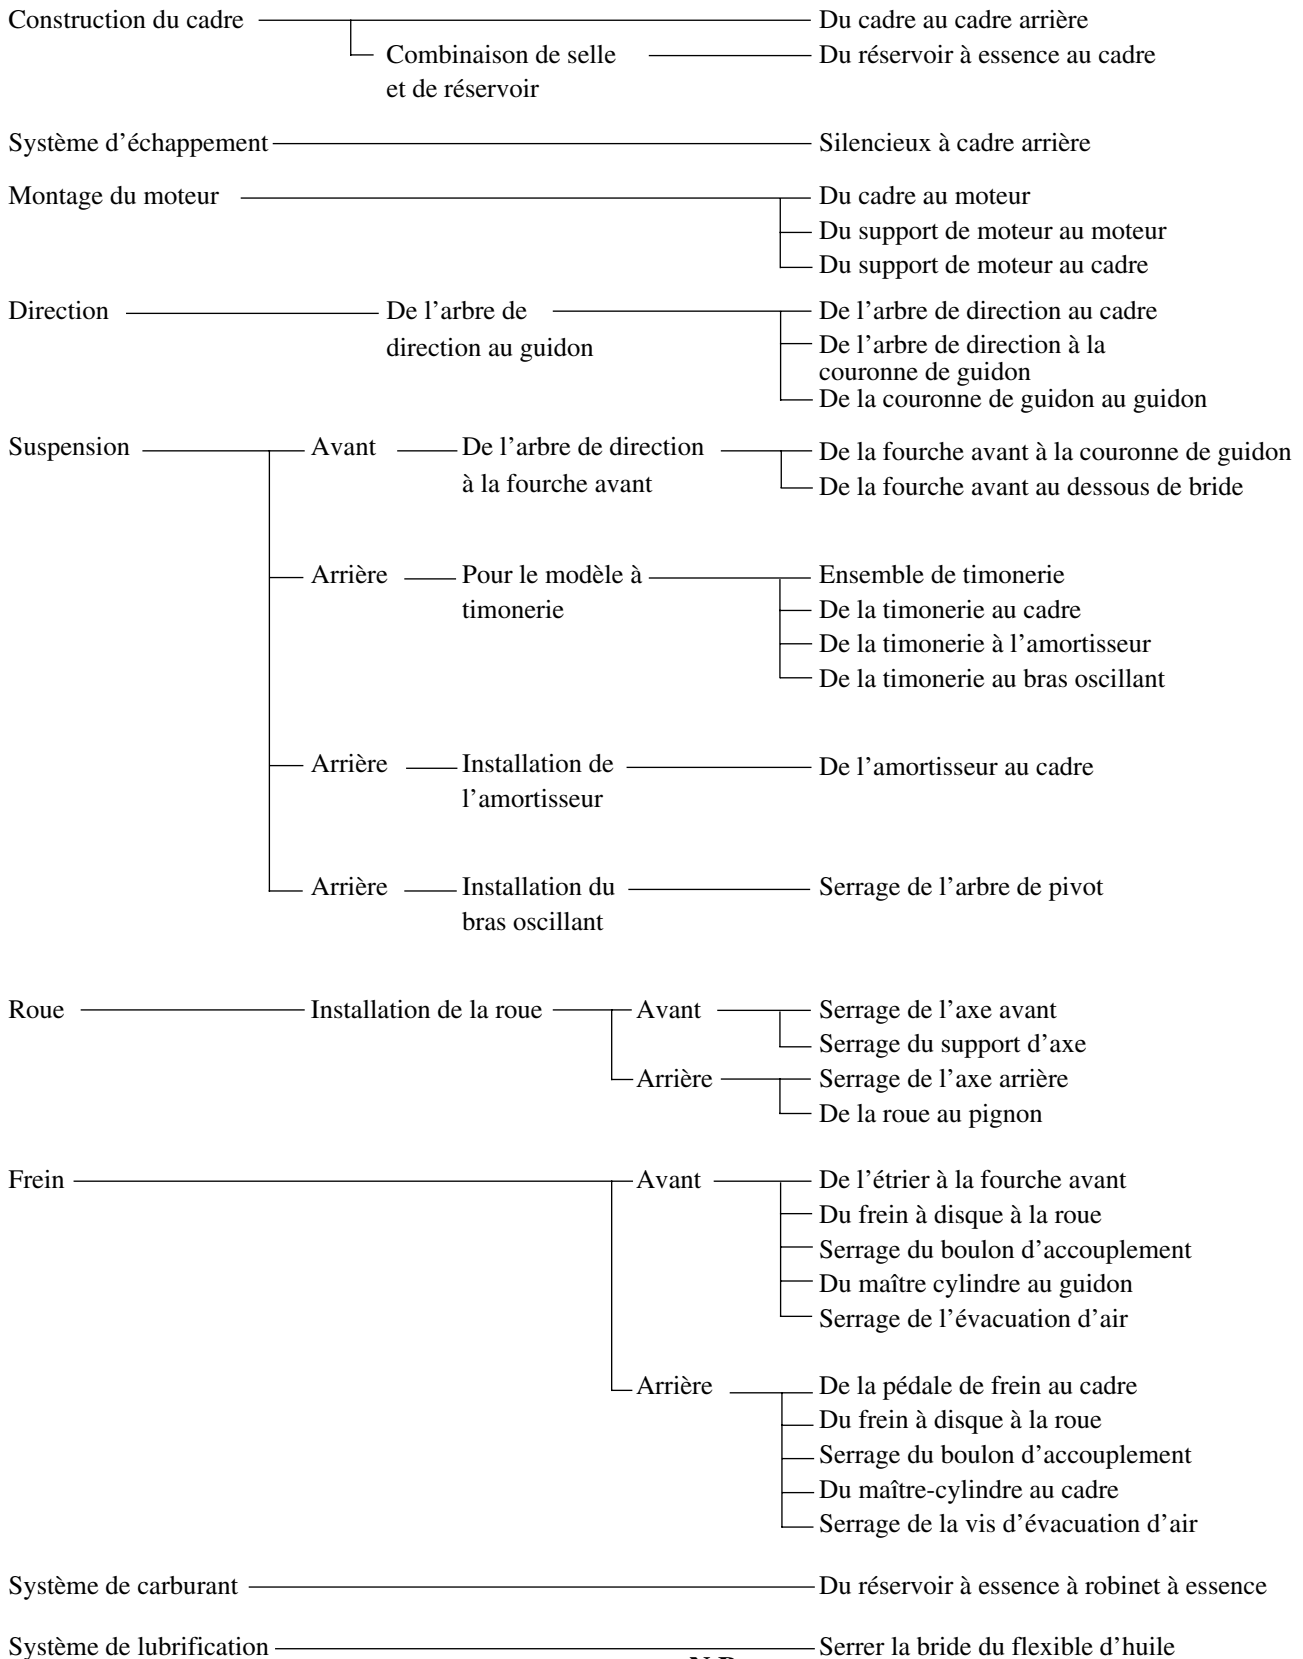 Construction du cadre Du cadre au cadre arrière
Combinaison de selle Du réservoir à essence au cadre
et de réservoir
Système d’échappement Silencieux à cadre arrière
Montage du moteur Du cadre au moteur
Du support de moteur au moteur
Du support de moteur au cadre
Direction De l’arbre de De l’arbre de direction au cadre
direction au guidon De l’arbre de direction à la
couronne de guidon
De la couronne de guidon au guidon
Suspension Avant De l’arbre de direction De la fourche avant à la couronne de guidon
à la fourche avant De la fourche avant au dessous de bride
Arrière Pour le modèle à Ensemble de timonerie
timonerie De la timonerie au cadre
De la timonerie à l’amortisseur
De la timonerie au bras oscillant
Arrière Installation de De l’amortisseur au cadre
l’amortisseur
Arrière Installation du Serrage de l’arbre de pivot
bras oscillant
Roue Installation de la roue Avant Serrage de l’axe avant
Serrage du support d’axe
Arrière Serrage de l’axe arrière
De la roue au pignon
Frein Avant De l’étrier à la fourche avant
Du frein à disque à la roue
Serrage du boulon d’accouplement
Du maître cylindre au guidon
Serrage de l’évacuation d’air
Arrière De la pédale de frein au cadre
Du frein à disque à la roue
Serrage du boulon d’accouplement
Du maître-cylindre au cadre
Serrage de la vis d’évacuation d’air
Système de carburant Du réservoir à essence à robinet à essence
Système de lubrification Serrer la bride du flexible d’huile